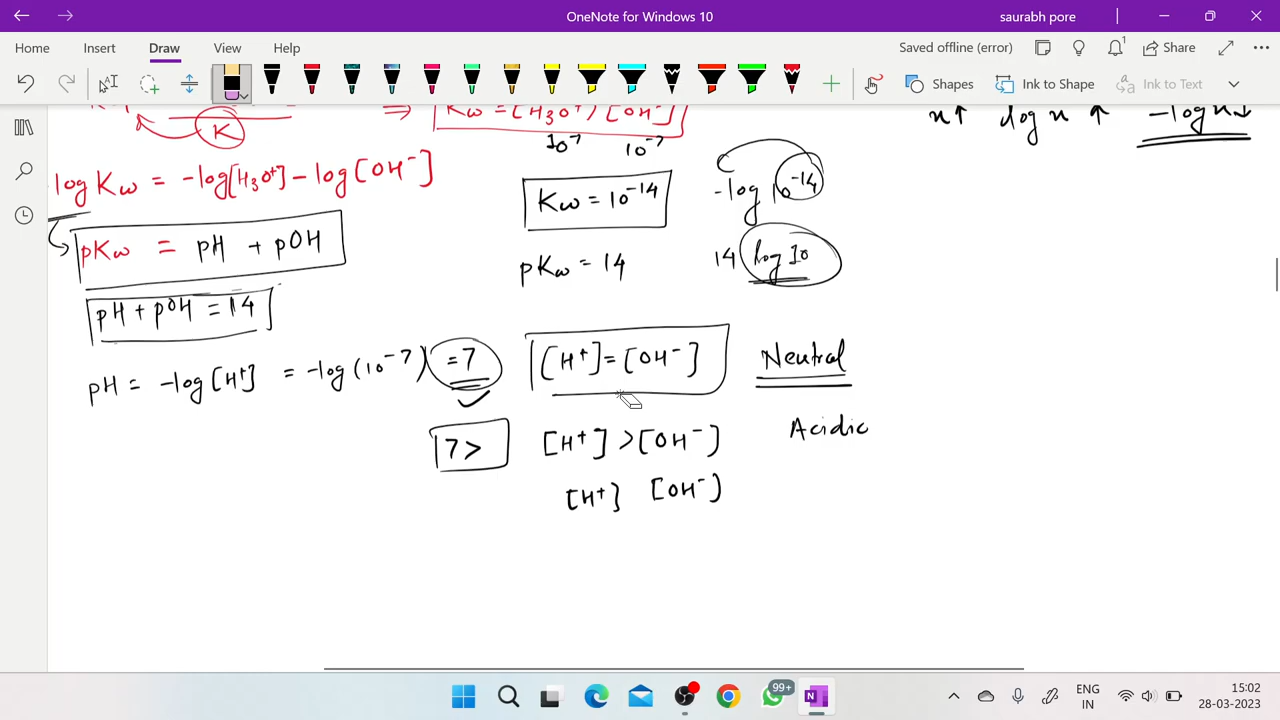 OneNote for Windows 10
saurabh pore
Home Insert Draw View Help
Saved offline (error)
Share
Shapes
Ink to Shape
Ink to Text
K
⇒ Kw = [H3O+] [OH-]
10-7 10-7
x↑ log x ↑ -log x↓
log Kw = -log[H3O+] - log[OH-]
Kw = 10-14
-log 10-14
pKw = pH + pOH
pKw = 14
14 log 10
pH + pOH = 14
pH = -log[H+] = -log(10-7) = 7
[H+] = [OH-] Neutral
7 > [H+] > [OH-] Acidic
[H+] [OH-]
99+
ENG
IN
15:02
28-03-2023